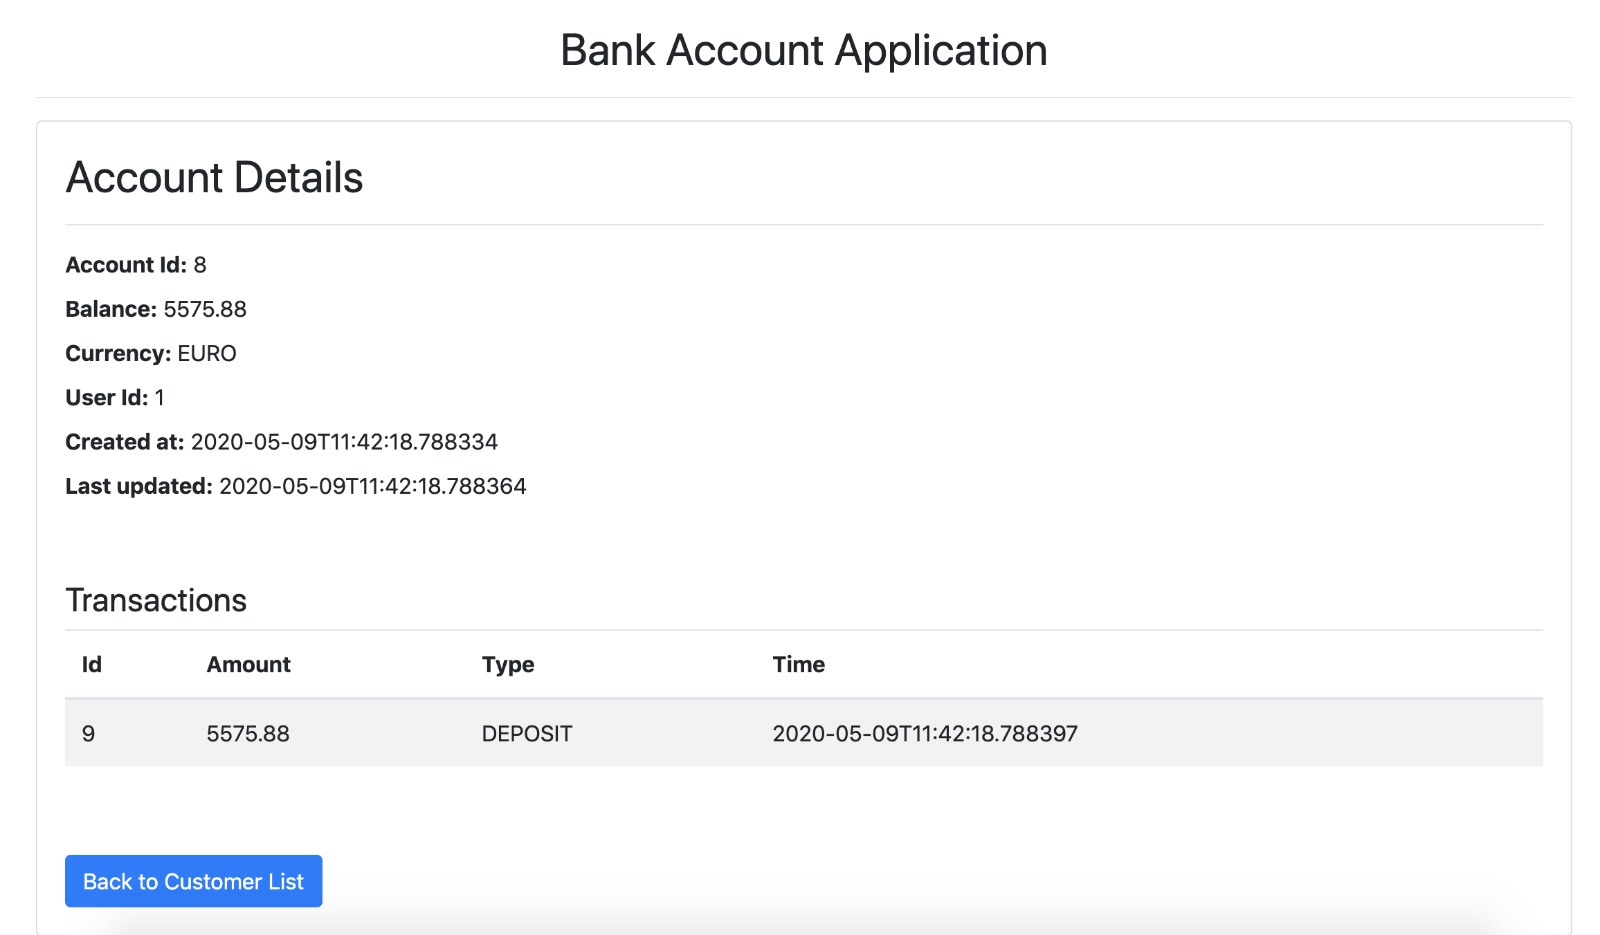 Bank Account Application
Account Details
Account Id: 8
Balance: 5575.88
Currency: EURO
User Id: 1
Created at: 2020-05-09T11:42:18.788334
Last updated: 2020-05-09T11:42:18.788364
Transactions
Id Amount Type Time
9 5575.88 DEPOSIT 2020-05-09T11:42:18.788397
Back to Customer List